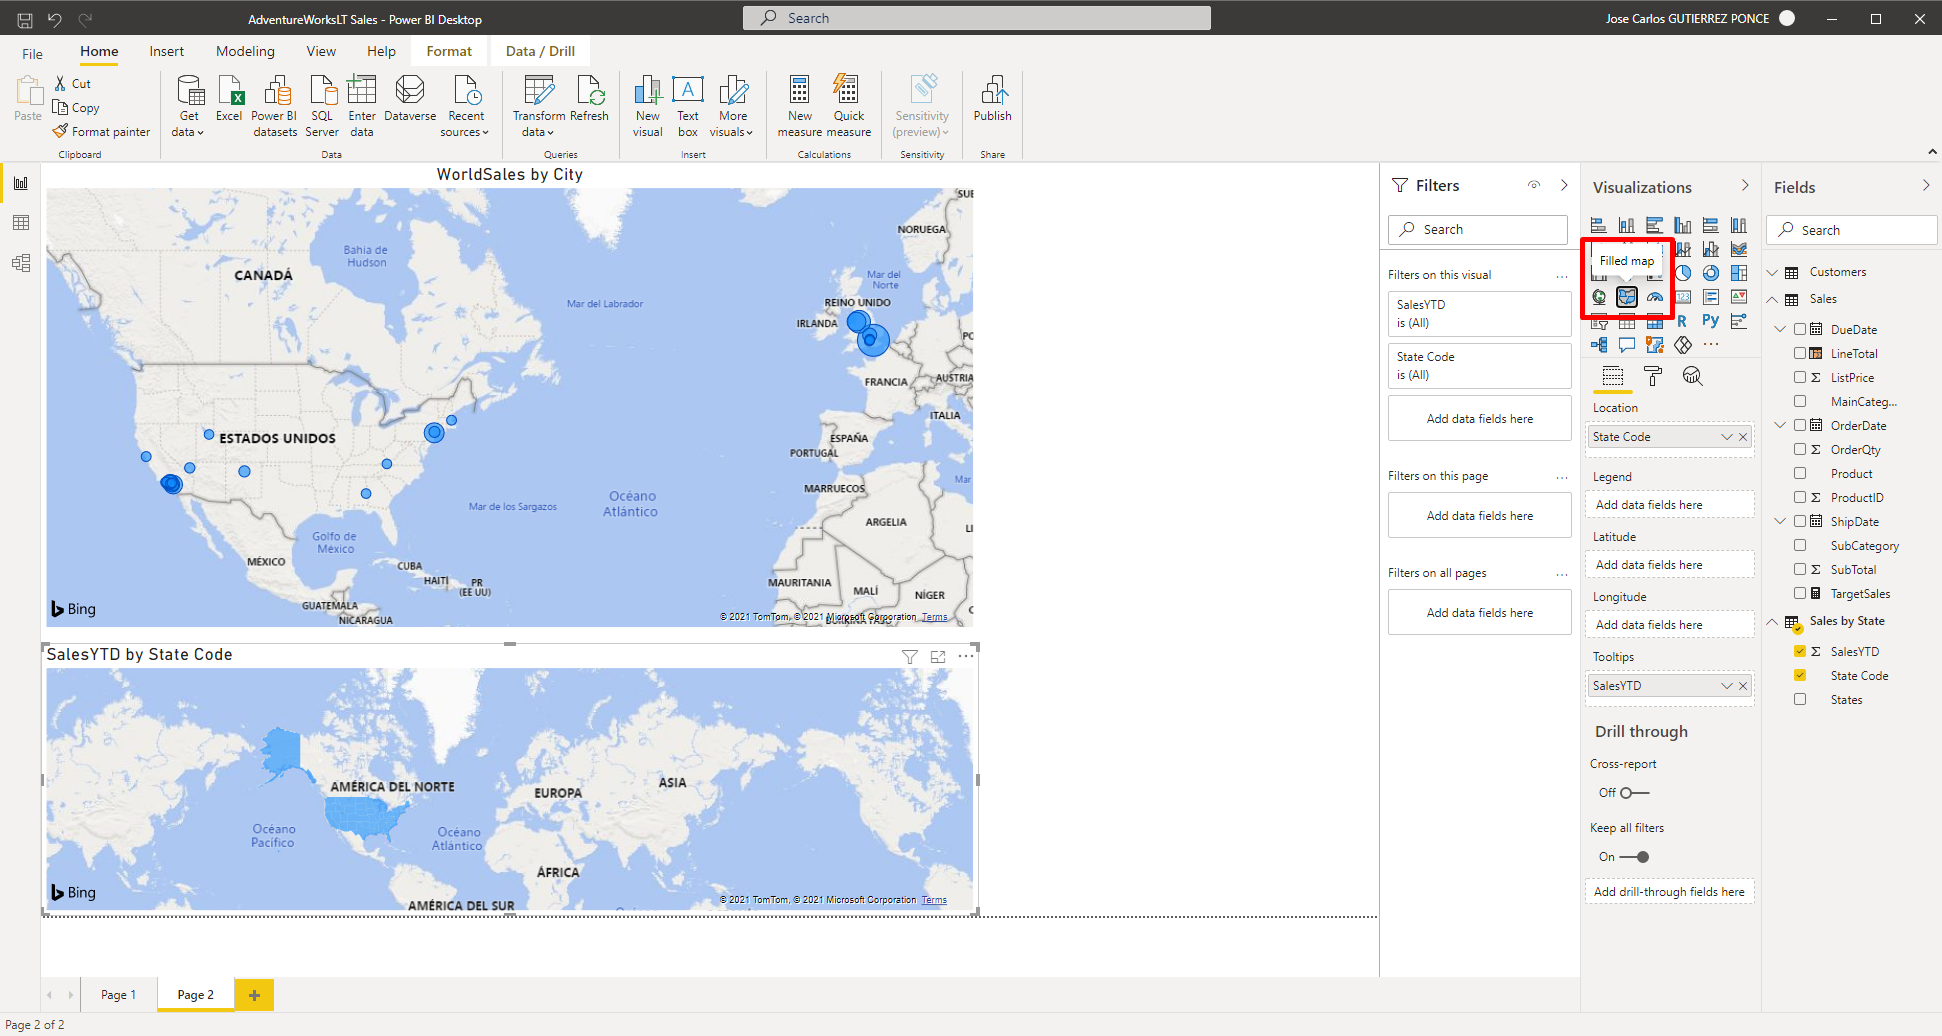 AdventureWorksLT Sales - Power BI Desktop
Search
Jose Carlos GUTIERREZ PONCE
File
Home
Insert
Modeling
View
Help
Format
Data / Drill
Paste
Cut
Copy
Format painter
Clipboard
Get data
Excel
Power BI datasets
SQL Server
Enter data
Dataverse
Recent sources
Data
Transform data
Refresh
Queries
New visual
Text box
More visuals
Insert
New measure
Quick measure
Calculations
Sensitivity (preview)
Sensitivity
Publish
Share
WorldSales by City
CANADÁ
Bahía de Hudson
Mar del Labrador
NORUEGA
Mar del Norte
REINO UNIDO
IRLANDA
FRANCIA
AUSTRIA
ITALIA
ESPAÑA
PORTUGAL
ESTADOS UNIDOS
MARRUECOS
Mar de los Sargazos
Océano Atlántico
ARGELIA
Golfo de México
MÉXICO
CUBA
HAITÍ
PR (EE UU)
GUATEMALA
NICARAGUA
MAURITANIA
MALÍ
NÍGER
BURKINA FASO
Bing
© 2021 TomTom, © 2021 Microsoft Corporation Terms
SalesYTD by State Code
AMÉRICA DEL NORTE
EUROPA
ASIA
Océano Pacífico
Océano Atlántico
ÁFRICA
AMÉRICA DEL SUR
Bing
© 2021 TomTom, © 2021 Microsoft Corporation Terms
Filters
Search
Filters on this visual
SalesYTD
is (All)
State Code
is (All)
Add data fields here
Filters on this page
Add data fields here
Filters on all pages
Add data fields here
Visualizations
Filled map
123
R
Py
Location
State Code
Legend
Add data fields here
Latitude
Add data fields here
Longitude
Add data fields here
Tooltips
SalesYTD
Drill through
Cross-report
Off
Keep all filters
On
Add drill-through fields here
Fields
Search
Customers
Sales
DueDate
LineTotal
ListPrice
MainCateg...
OrderDate
OrderQty
Product
ProductID
ShipDate
SubCategory
SubTotal
TargetSales
Sales by State
SalesYTD
State Code
States
Page 1
Page 2
Page 2 of 2